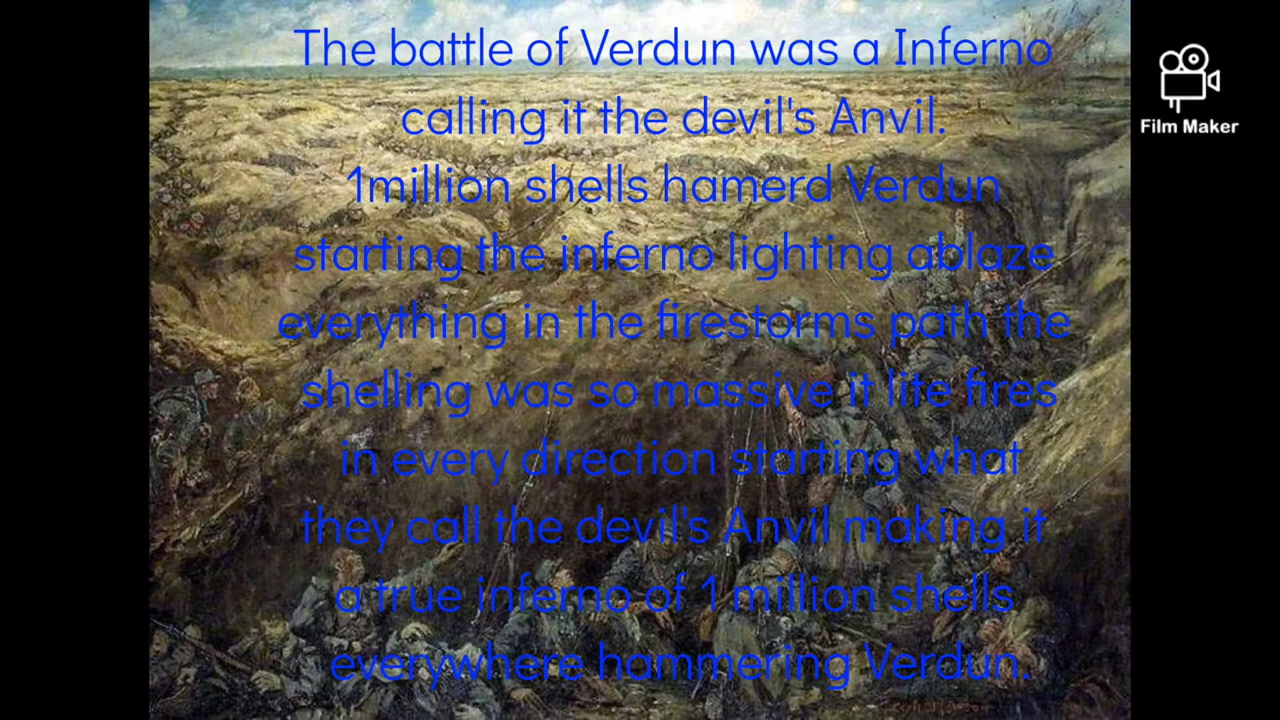 The battle of Verdun was a Inferno
calling it the devil's Anvil.
1million shells hamerd Verdun
starting the inferno lighting ablaze
everything in the firestorms path the
shelling was so massive it lite fires
in every direction starting what
they call the devil's Anvil making it
a true inferno of 1 million shells
everywhere hammering Verdun.
Film Maker